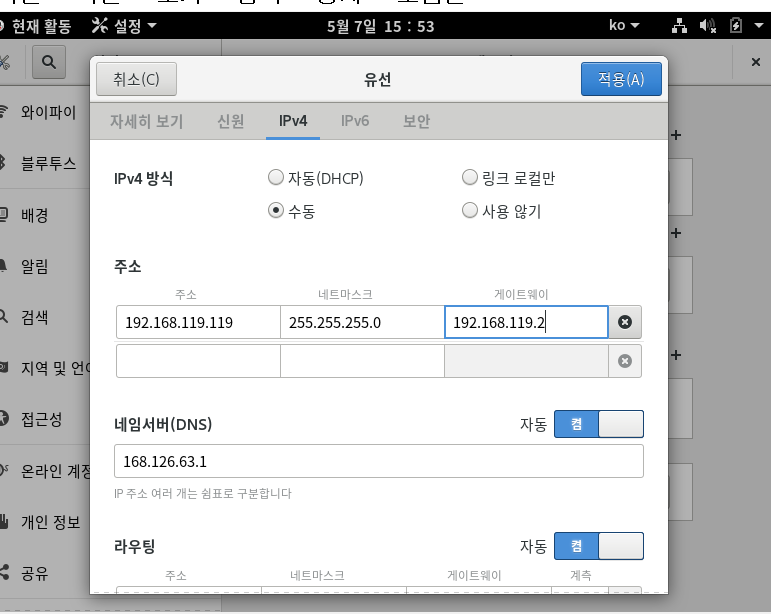 현재 활동 설정 5월 7일 15 : 53 ko
취소(C) 유선 적용(A)
자세히 보기 신원 IPv4 IPv6 보안
와이파이
블루투스
배경
알림
검색
지역 및 언어
접근성
온라인 계정
개인 정보
공유
IPv4 방식 자동(DHCP) 링크 로컬만
수동 사용 않기
주소
주소 네트마스크 게이트웨이
192.168.119.119 255.255.255.0 192.168.119.2
네임서버(DNS) 자동 켬
168.126.63.1
IP 주소 여러 개는 쉼표로 구분합니다
라우팅 자동 켬
주소 네트마스크 게이트웨이 계측